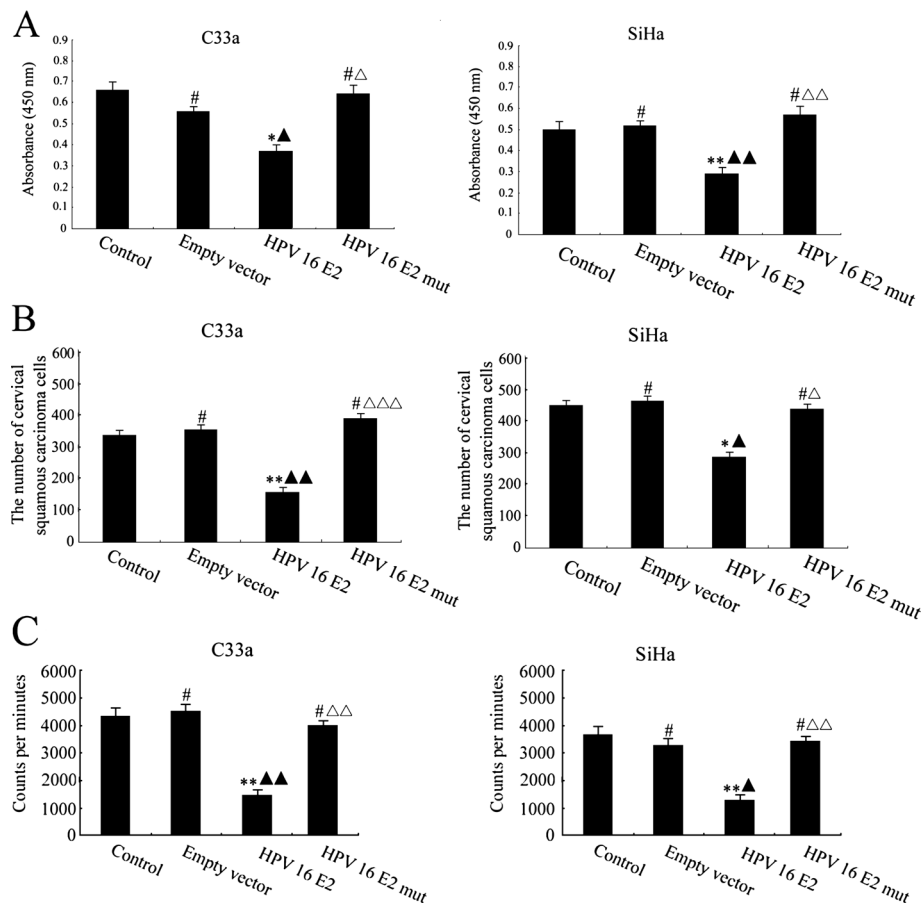 A
C33a
Absorbance (450 nm)
0.9
0.8
0.7
0.6
0.5
0.4
0.3
0.2
0.1
0
#
*▲
#△
Control
Empty vector
HPV 16 E2
HPV 16 E2 mut
SiHa
Absorbance (450 nm)
0.9
0.8
0.7
0.6
0.5
0.4
0.3
0.2
0.1
0
#
**▲▲
#△△
Control
Empty vector
HPV 16 E2
HPV 16 E2 mut
B
C33a
The number of cervical
squamous carcinoma cells
600
500
400
300
200
100
0
#
**▲▲
#△△△
Control
Empty vector
HPV 16 E2
HPV 16 E2 mut
SiHa
The number of cervical
squamous carcinoma cells
600
500
400
300
200
100
0
#
*▲
#△
Control
Empty vector
HPV 16 E2
HPV 16 E2 mut
C
C33a
Counts per minutes
6000
5000
4000
3000
2000
1000
0
#
**▲▲
#△△
Control
Empty vector
HPV 16 E2
HPV 16 E2 mut
SiHa
Counts per minutes
6000
5000
4000
3000
2000
1000
0
#
**▲
#△△
Control
Empty vector
HPV 16 E2
HPV 16 E2 mut